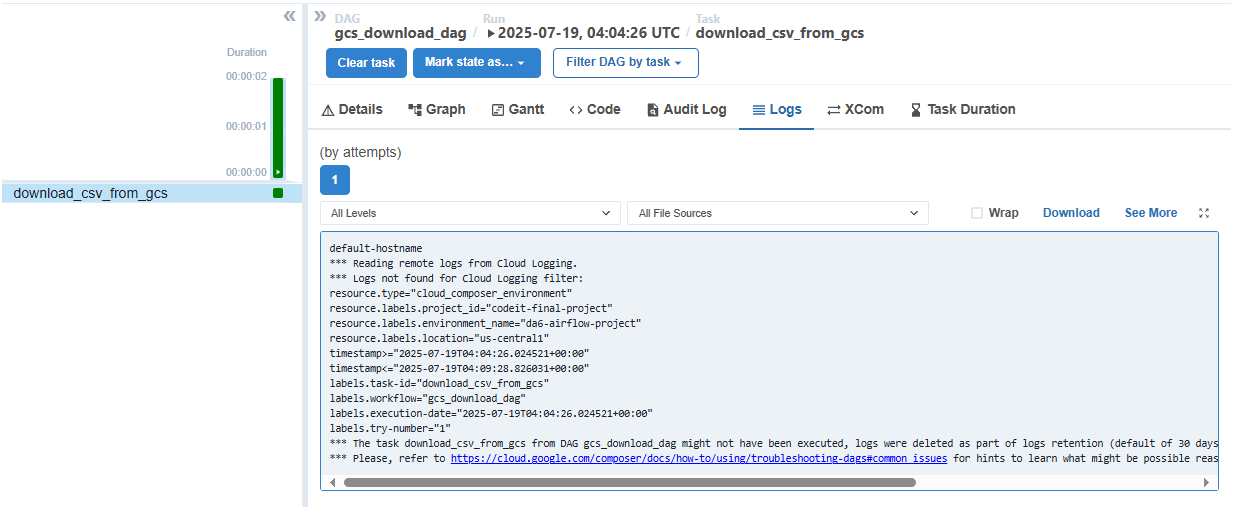 DAG
gcs_download_dag
/
Run
2025-07-19, 04:04:26 UTC
/
Task
download_csv_from_gcs
Clear task
Mark state as...
Filter DAG by task
Details
Graph
Gantt
Code
Audit Log
Logs
XCom
Task Duration
Duration
00:00:02
00:00:01
00:00:00
download_csv_from_gcs
(by attempts)
1
All Levels
All File Sources
Wrap
Download
See More
default-hostname
*** Reading remote logs from Cloud Logging.
*** Logs not found for Cloud Logging filter:
resource.type="cloud_composer_environment"
resource.labels.project_id="codeit-final-project"
resource.labels.environment_name="da6-airflow-project"
resource.labels.location="us-central1"
timestamp>="2025-07-19T04:04:26.024521+00:00"
timestamp<="2025-07-19T04:09:28.826031+00:00"
labels.task-id="download_csv_from_gcs"
labels.workflow="gcs_download_dag"
labels.execution-date="2025-07-19T04:04:26.024521+00:00"
labels.try-number="1"
*** The task download_csv_from_gcs from DAG gcs_download_dag might not have been executed, logs were deleted as part of logs retention (default of 30 days
*** Please, refer to https://cloud.google.com/composer/docs/how-to/using/troubleshooting-dags#common_issues for hints to learn what might be possible reas